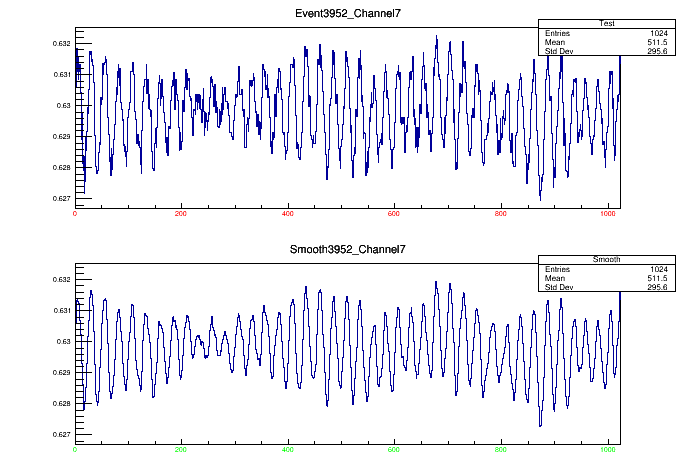 Event3952_Channel7
Test
Entries 1024
Mean 511.5
Std Dev 295.6
0.632
0.631
0.63
0.629
0.628
0.627
0 200 400 600 800 1000
Smooth3952_Channel7
Smooth
Entries 1024
Mean 511.5
Std Dev 295.6
0.632
0.631
0.63
0.629
0.628
0.627
0 200 400 600 800 1000